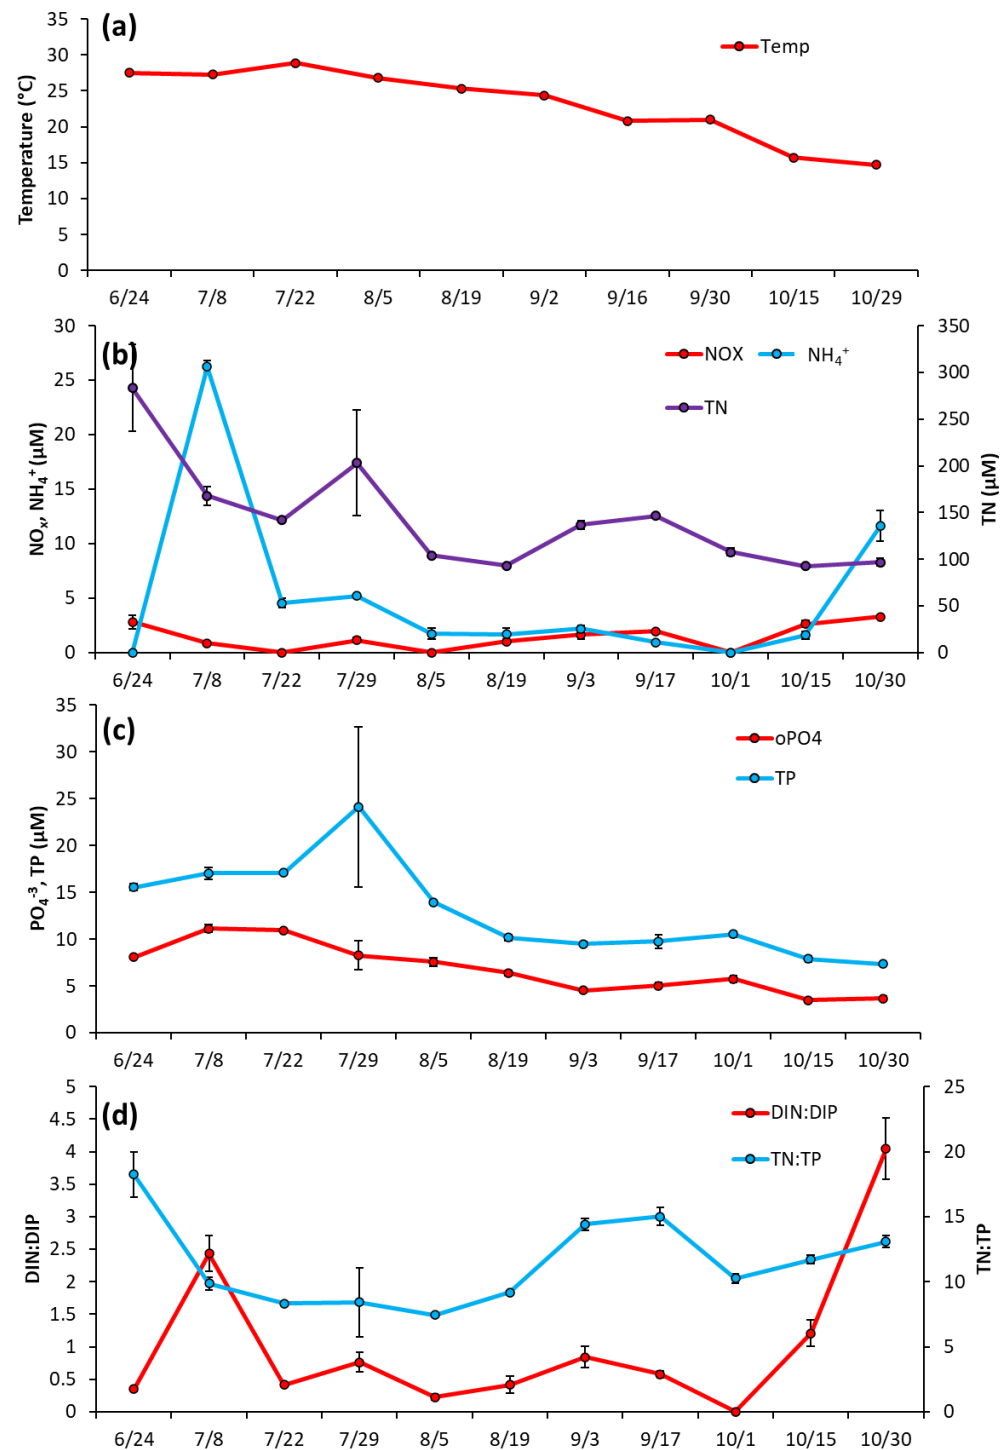 (a)
Temp
Temperature (°C)
35
30
25
20
15
10
5
0
6/24 7/8 7/22 8/5 8/19 9/2 9/16 9/30 10/15 10/29
(b)
NOX NH₄⁺
TN
NOₓ, NH₄⁺ (µM)
30
25
20
15
10
5
0
TN (µM)
350
300
250
200
150
100
50
0
6/24 7/8 7/22 7/29 8/5 8/19 9/3 9/17 10/1 10/15 10/30
(c)
oPO4
TP
PO₄⁻³, TP (µM)
35
30
25
20
15
10
5
0
6/24 7/8 7/22 7/29 8/5 8/19 9/3 9/17 10/1 10/15 10/30
(d)
DIN:DIP
TN:TP
DIN:DIP
5
4.5
4
3.5
3
2.5
2
1.5
1
0.5
0
TN:TP
25
20
15
10
5
0
6/24 7/8 7/22 7/29 8/5 8/19 9/3 9/17 10/1 10/15 10/30